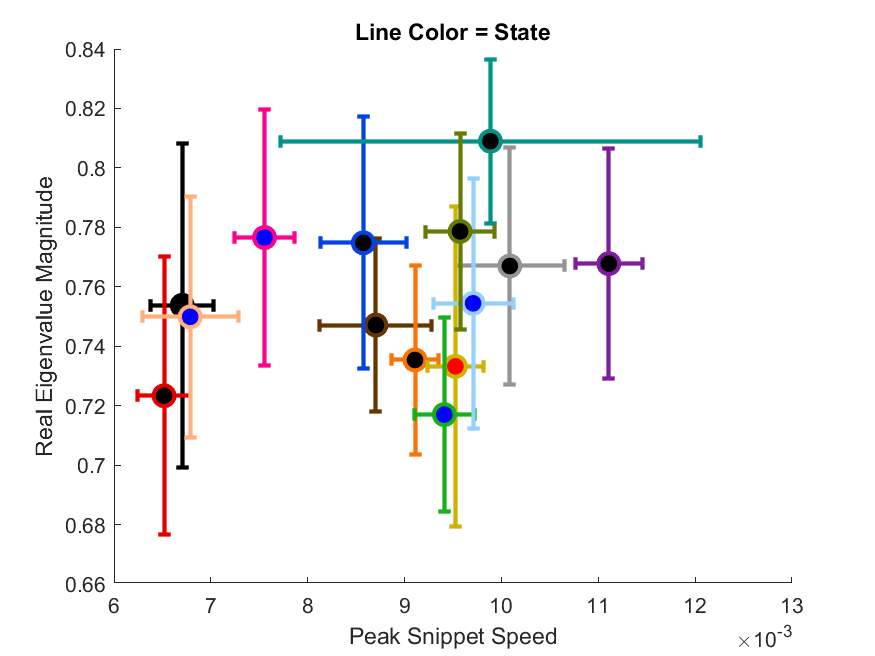 Line Color = State
0.84
0.82
0.8
0.78
0.76
0.74
0.72
0.7
0.68
0.66
Real Eigenvalue Magnitude
6 7 8 9 10 11 12 13
Peak Snippet Speed
×10⁻³